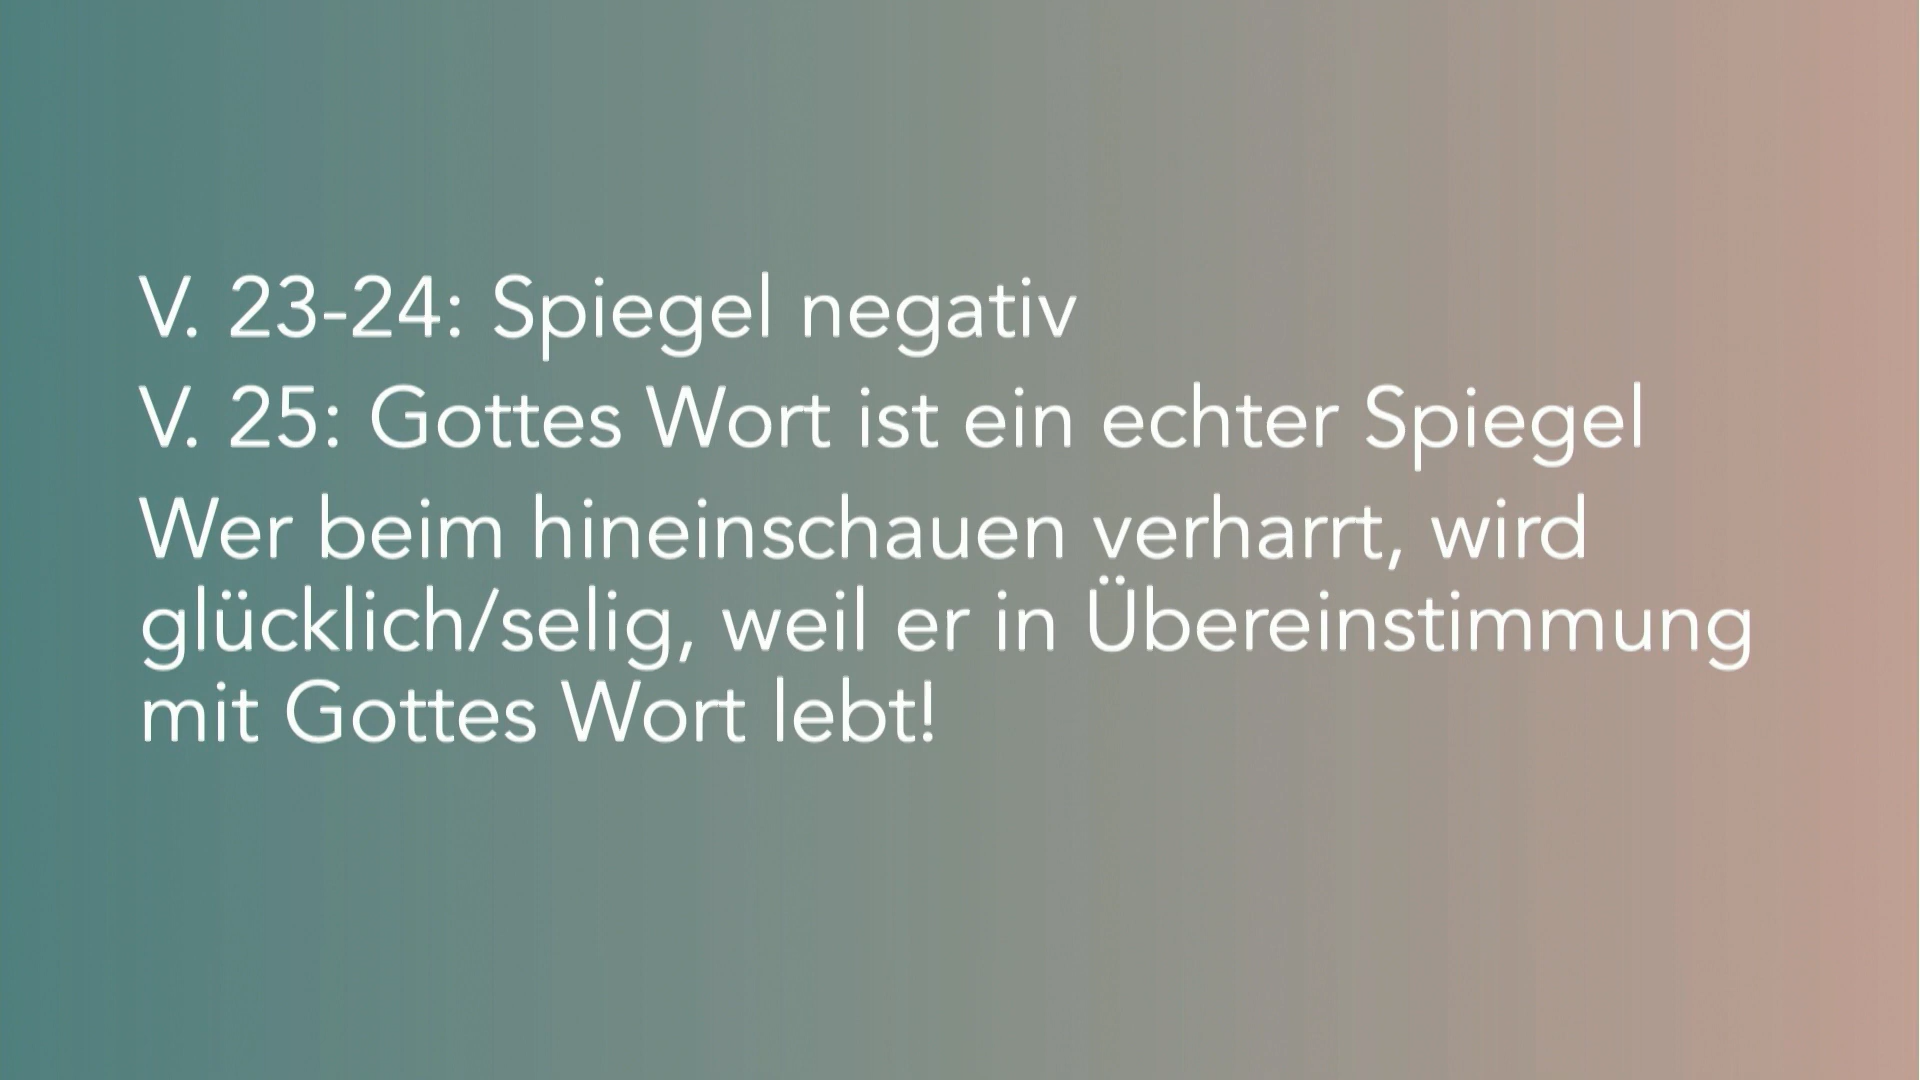 V. 23-24: Spiegel negativ
V. 25: Gottes Wort ist ein echter Spiegel
Wer beim hineinschauen verharrt, wird
glücklich/selig, weil er in Übereinstimmung
mit Gottes Wort lebt!